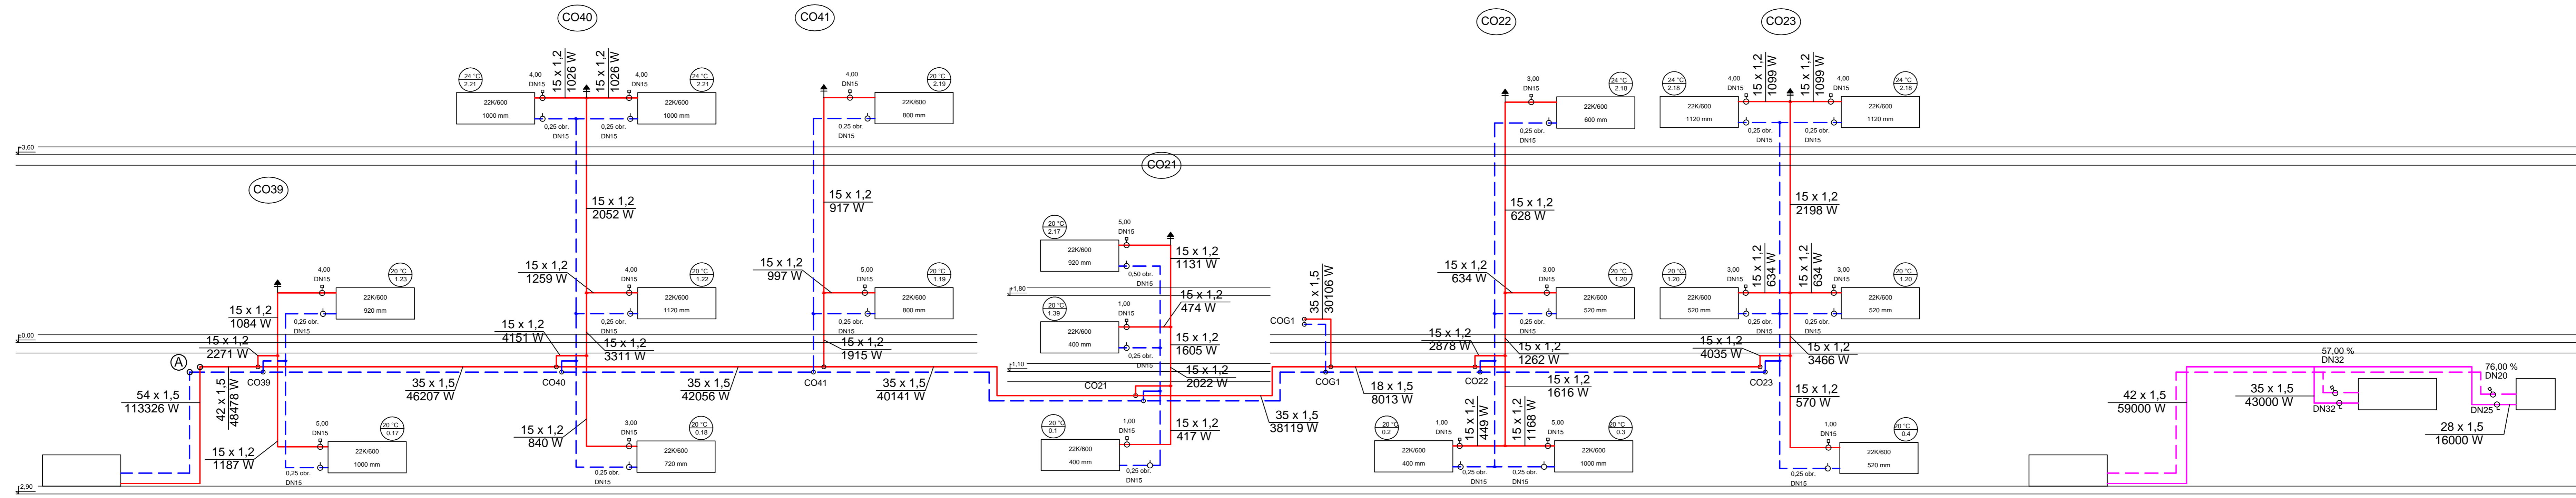 CO40
CO41
CO22
CO23
CO21
CO39
24 °C
2.21
22K/600
1000 mm
4,00
DN15
15 x 1,2
1026 W
15 x 1,2
1026 W
4,00
DN15
24 °C
2.21
22K/600
1000 mm
0,25 obr.
DN15
DN15
4,00
DN15
20 °C
2.19
22K/600
800 mm
0,25 obr.
DN15
3,00
DN15
24 °C
2.18
22K/600
600 mm
0,25 obr.
DN15
24 °C
2.18
22K/600
1120 mm
4,00
DN15
15 x 1,2
1099 W
15 x 1,2
1099 W
4,00
DN15
24 °C
2.18
22K/600
1120 mm
0,25 obr.
DN15
DN15
+3,60
15 x 1,2
2052 W
15 x 1,2
917 W
15 x 1,2
628 W
15 x 1,2
2198 W
20 °C
2.17
22K/600
920 mm
5,00
DN15
0,50 obr.
DN15
15 x 1,2
1131 W
4,00
DN15
20 °C
1.23
22K/600
920 mm
0,25 obr.
DN15
15 x 1,2
1084 W
15 x 1,2
1259 W
4,00
DN15
20 °C
1.22
22K/600
1120 mm
0,25 obr.
DN15
15 x 1,2
997 W
5,00
DN15
20 °C
1.19
22K/600
800 mm
0,25 obr.
DN15
+1,80
20 °C
1.39
22K/600
400 mm
1,00
DN15
0,25 obr.
DN15
15 x 1,2
474 W
15 x 1,2
1605 W
35 x 1,5
30106 W
COG1
15 x 1,2
634 W
3,00
DN15
20 °C
1.20
22K/600
520 mm
0,25 obr.
DN15
20 °C
1.20
22K/600
520 mm
3,00
DN15
15 x 1,2
634 W
15 x 1,2
634 W
3,00
DN15
20 °C
1.20
22K/600
520 mm
0,25 obr.
DN15
DN15
±0,00
15 x 1,2
2271 W
15 x 1,2
4151 W
15 x 1,2
3311 W
15 x 1,2
1915 W
15 x 1,2
2878 W
15 x 1,2
1262 W
15 x 1,2
4035 W
15 x 1,2
3466 W
A
CO39
CO40
CO41
CO21
-1,10
15 x 1,2
2022 W
COG1
CO22
CO23
54 x 1,5
113326 W
42 x 1,5
48478 W
35 x 1,5
46207 W
35 x 1,5
42056 W
35 x 1,5
40141 W
35 x 1,5
38119 W
18 x 1,5
8013 W
15 x 1,2
1616 W
15 x 1,2
570 W
15 x 1,2
1187 W
5,00
DN15
20 °C
0.17
22K/600
1000 mm
0,25 obr.
DN15
15 x 1,2
840 W
3,00
DN15
20 °C
0.18
22K/600
720 mm
0,25 obr.
DN15
20 °C
0.1
22K/600
400 mm
1,00
DN15
0,25 obr.
DN15
15 x 1,2
417 W
20 °C
0.2
22K/600
400 mm
1,00
DN15
15 x 1,2
449 W
15 x 1,2
1168 W
5,00
DN15
20 °C
0.3
22K/600
1000 mm
0,25 obr.
DN15
0,25 obr.
DN15
1,00
DN15
20 °C
0.4
22K/600
520 mm
0,25 obr.
DN15
42 x 1,5
59000 W
35 x 1,5
43000 W
57,00 %
DN32
DN32
76,00 %
DN20
DN25
28 x 1,5
16000 W
-2,90